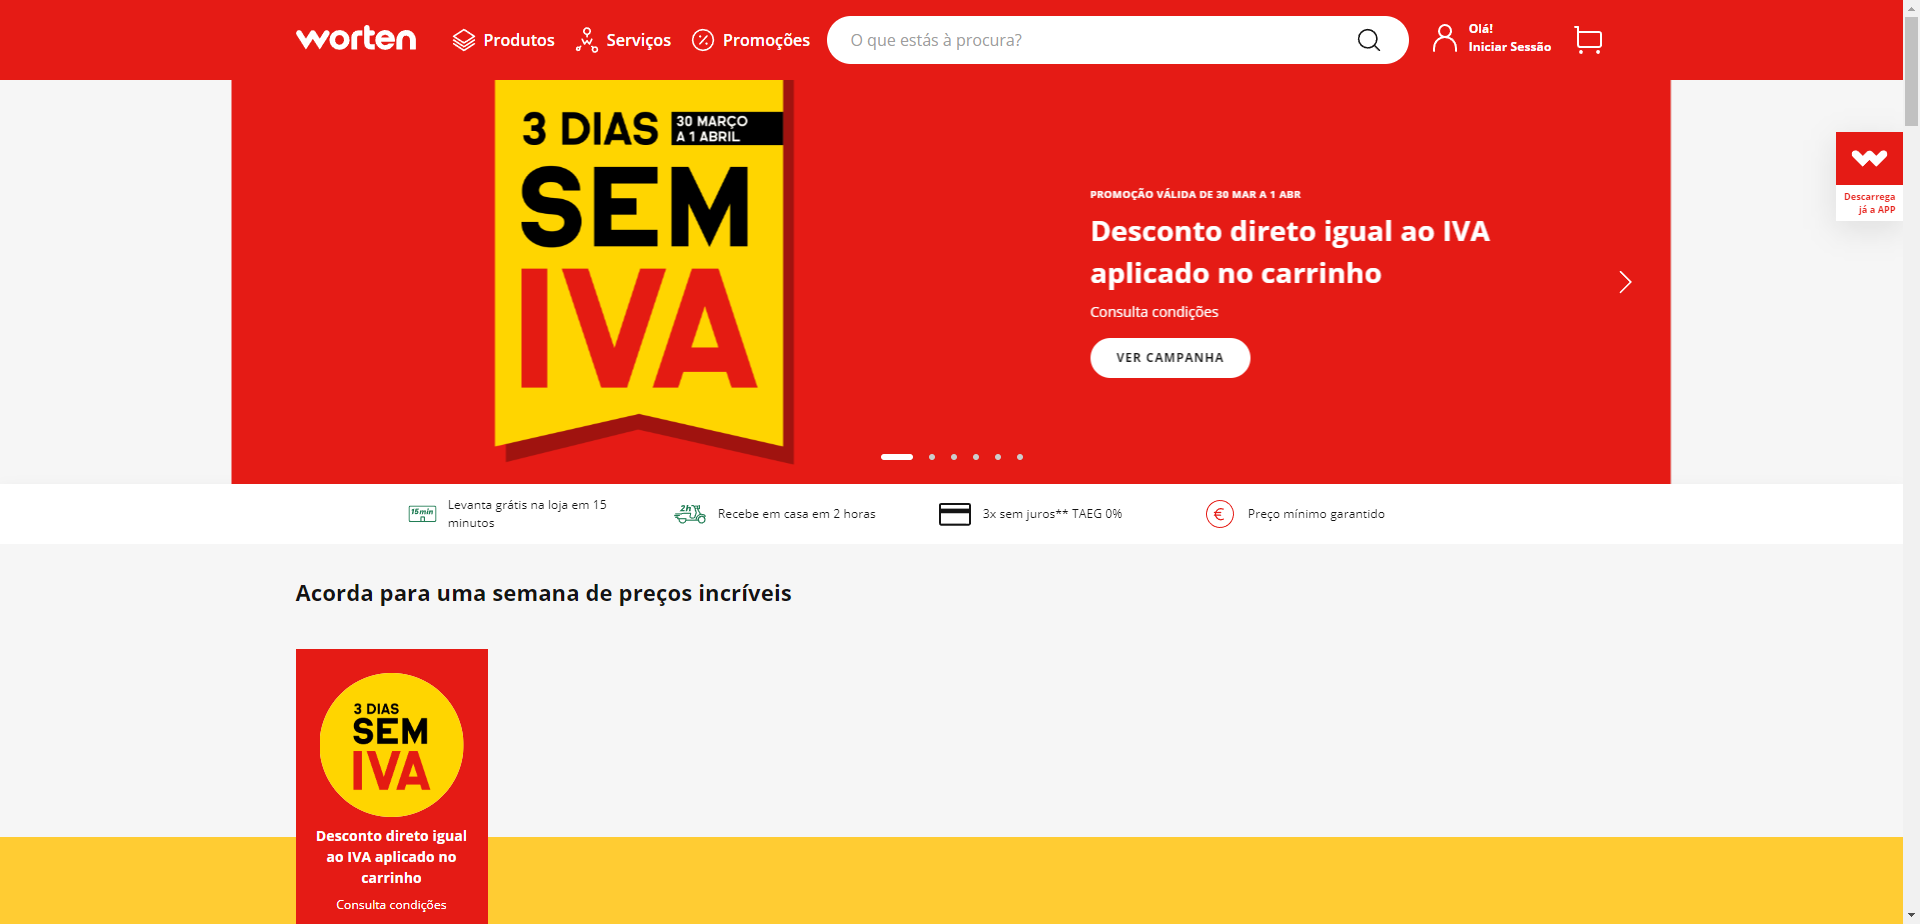 worten
Produtos
Serviços
Promoções
O que estás à procura?
Olá!
Iniciar Sessão
3 DIAS
30 MARÇO
A 1 ABRIL
SEM
IVA
PROMOÇÃO VÁLIDA DE 30 MAR A 1 ABR
Desconto direto igual ao IVA
aplicado no carrinho
Consulta condições
VER CAMPANHA
Descarrega
já a APP
15min
Levanta grátis na loja em 15
minutos
2h
Recebe em casa em 2 horas
3x sem juros** TAEG 0%
€
Preço mínimo garantido
Acorda para uma semana de preços incríveis
3 DIAS
SEM
IVA
Desconto direto igual
ao IVA aplicado no
carrinho
Consulta condições